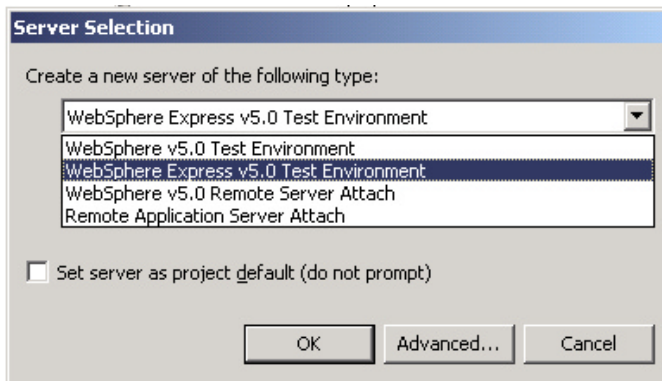 Server Selection
Create a new server of the following type:
WebSphere Express v5.0 Test Environment
WebSphere v5.0 Test Environment
WebSphere Express v5.0 Test Environment
WebSphere v5.0 Remote Server Attach
Remote Application Server Attach
Set server as project default (do not prompt)
OK Advanced... Cancel